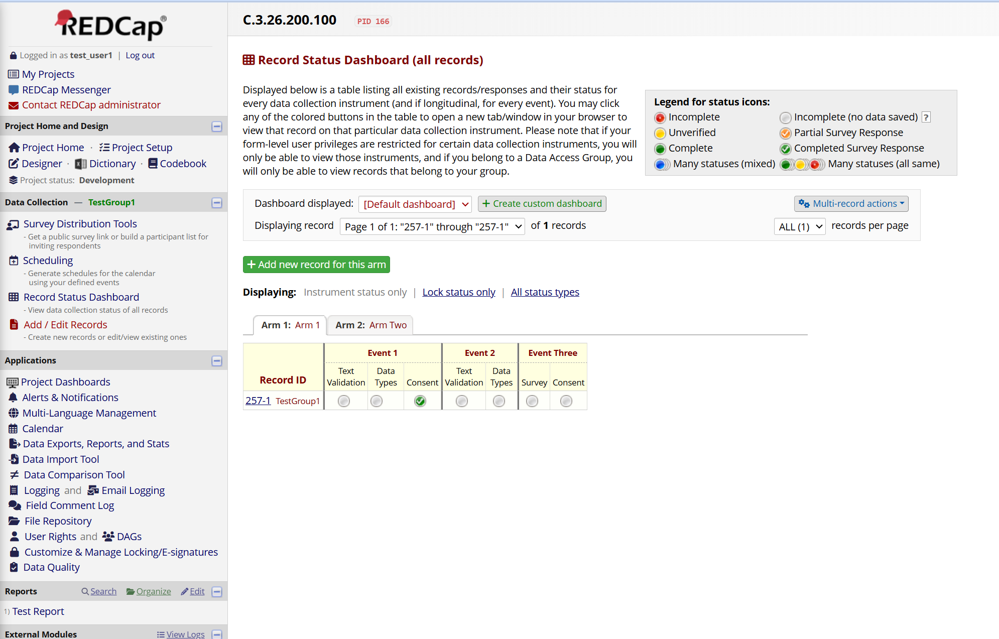 REDCap®
Logged in as test_user1 | Log out
My Projects
REDCap Messenger
Contact REDCap administrator
Project Home and Design
Project Home · Project Setup
Designer · Dictionary · Codebook
Project status: Development
Data Collection — TestGroup1
Survey Distribution Tools
- Get a public survey link or build a participant list for
inviting respondents
Scheduling
- Generate schedules for the calendar
using your defined events
Record Status Dashboard
- View data collection status of all records
Add / Edit Records
- Create new records or edit/view existing ones
Applications
Project Dashboards
Alerts & Notifications
Multi-Language Management
Calendar
Data Exports, Reports, and Stats
Data Import Tool
Data Comparison Tool
Logging and Email Logging
Field Comment Log
File Repository
User Rights and DAGs
Customize & Manage Locking/E-signatures
Data Quality
Reports Search Organize Edit
1) Test Report
External Modules View Logs
C.3.26.200.100 PID 166
Record Status Dashboard (all records)
Displayed below is a table listing all existing records/responses and their status for
every data collection instrument (and if longitudinal, for every event). You may click
any of the colored buttons in the table to open a new tab/window in your browser to
view that record on that particular data collection instrument. Please note that if your
form-level user privileges are restricted for certain data collection instruments, you will
only be able to view those instruments, and if you belong to a Data Access Group, you
will only be able to view records that belong to your group.
Legend for status icons:
Incomplete Incomplete (no data saved) ?
Unverified Partial Survey Response
Complete Completed Survey Response
Many statuses (mixed) Many statuses (all same)
Dashboard displayed: [Default dashboard] + Create custom dashboard Multi-record actions
Displaying record Page 1 of 1: "257-1" through "257-1" of 1 records ALL (1) records per page
+ Add new record for this arm
Displaying: Instrument status only | Lock status only | All status types
Arm 1: Arm 1 Arm 2: Arm Two
Event 1 Event 2 Event Three
Record ID Text Validation Data Types Consent Text Validation Data Types Survey Consent
257-1 TestGroup1